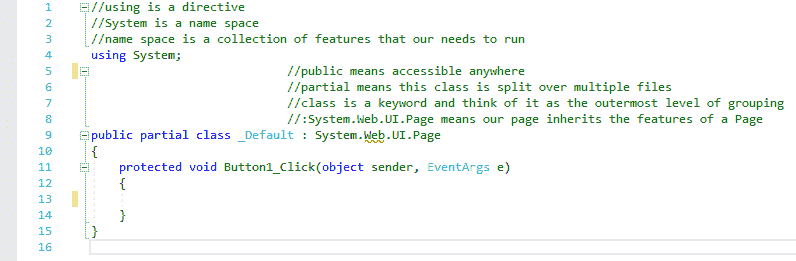 1 //using is a directive
2 //System is a name space
3 //name space is a collection of features that our needs to run
4 using System;
5 //public means accessible anywhere
6 //partial means this class is split over multiple files
7 //class is a keyword and think of it as the outermost level of grouping
8 //:System.Web.UI.Page means our page inherits the features of a Page
9 public partial class _Default : System.Web.UI.Page
10 {
11 protected void Button1_Click(object sender, EventArgs e)
12 {
13
14 }
15 }
16